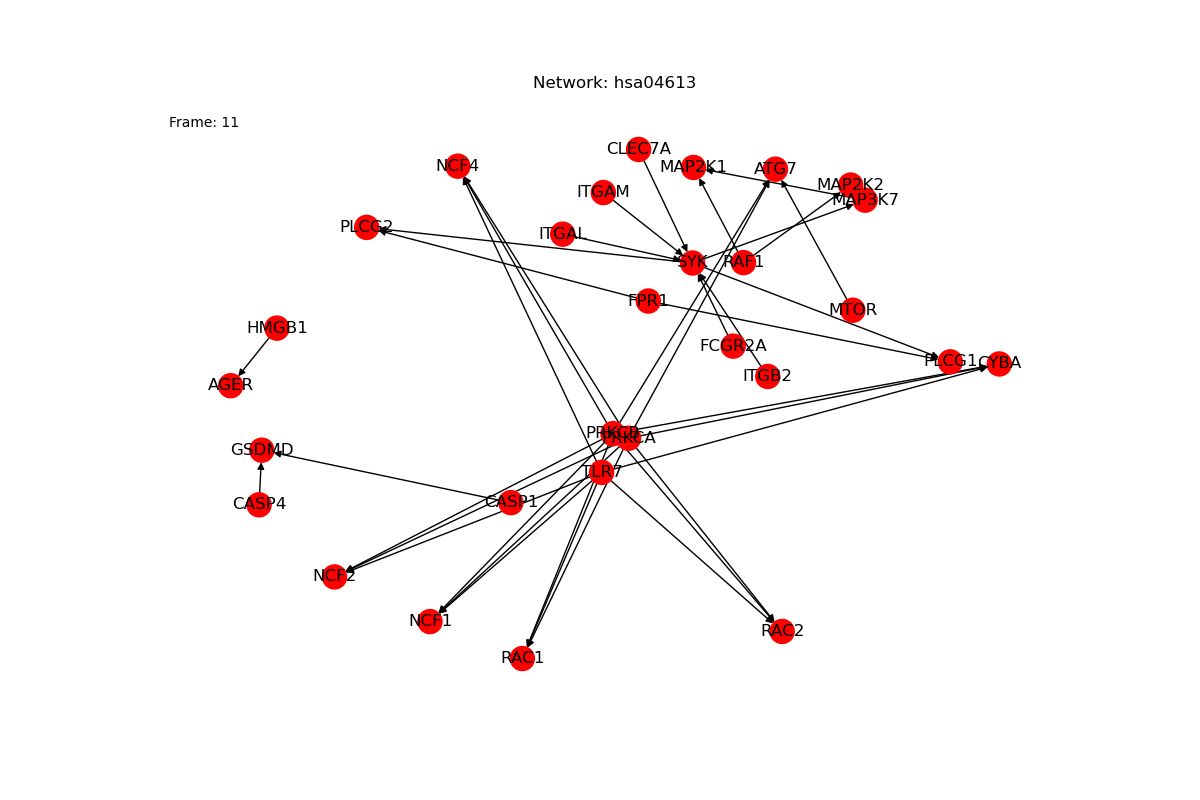 Network: hsa04613
Frame: 11
CLEC7A
NCF4
MAP2K1
ATG7
MAP2K2
ITGAM
MAP3K7
PLCG2
ITGAL
SYK
RAF1
FPR1
MTOR
HMGB1
FCGR2A
PLCG1
CYBA
ITGB2
AGER
PRKCB
PRKCA
GSDMD
TLR7
CASP1
CASP4
NCF2
NCF1
RAC2
RAC1